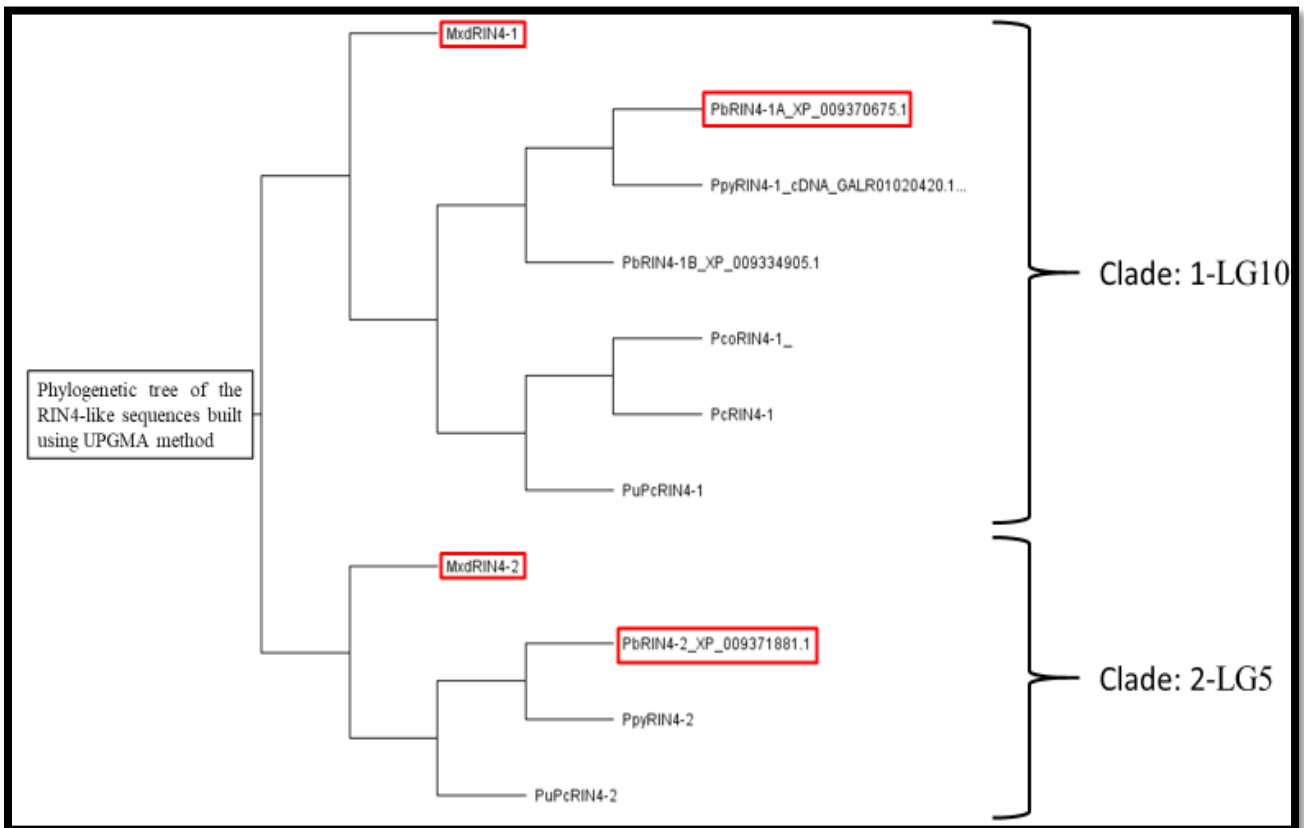 MxdRIN4-1
PbRIN4-1A_XP_009370675.1
PpyRIN4-1_cDNA_GALR01020420.1...
PbRIN4-1B_XP_009334905.1
Clade: 1-LG10
PcoRIN4-1_
Phylogenetic tree of the
RIN4-like sequences built
using UPGMA method
PcRIN4-1
PuPcRIN4-1
MxdRIN4-2
PbRIN4-2_XP_009371881.1
Clade: 2-LG5
PpyRIN4-2
PuPcRIN4-2